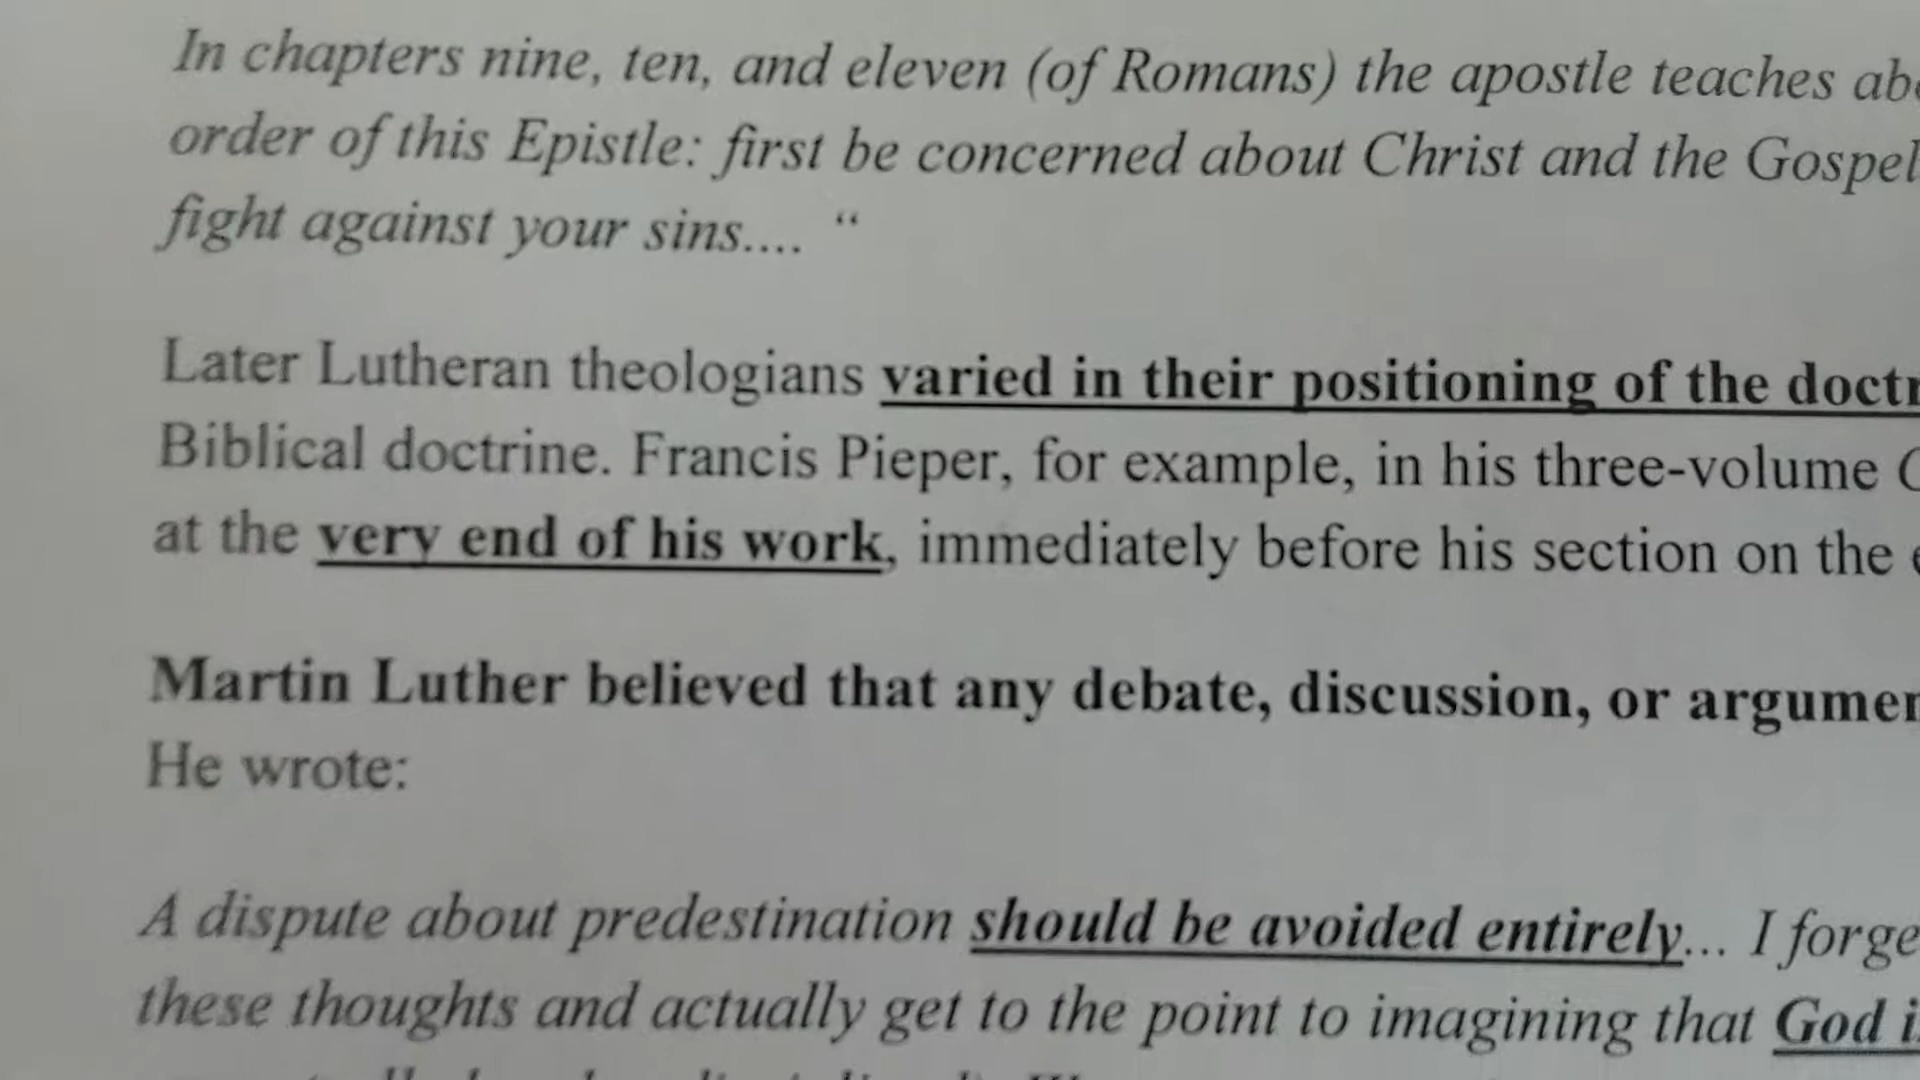 In chapters nine, ten, and eleven (of Romans) the apostle teaches
order of this Epistle: first be concerned about Christ and the Gospel
fight against your sins.... “
Later Lutheran theologians varied in their positioning of the
Biblical doctrine. Francis Pieper, for example, in his three-volume
at the very end of his work, immediately before his section on the
Martin Luther believed that any debate, discussion, or
He wrote:
A dispute about predestination should be avoided entirely... I
these thoughts and actually get to the point to imagining that God